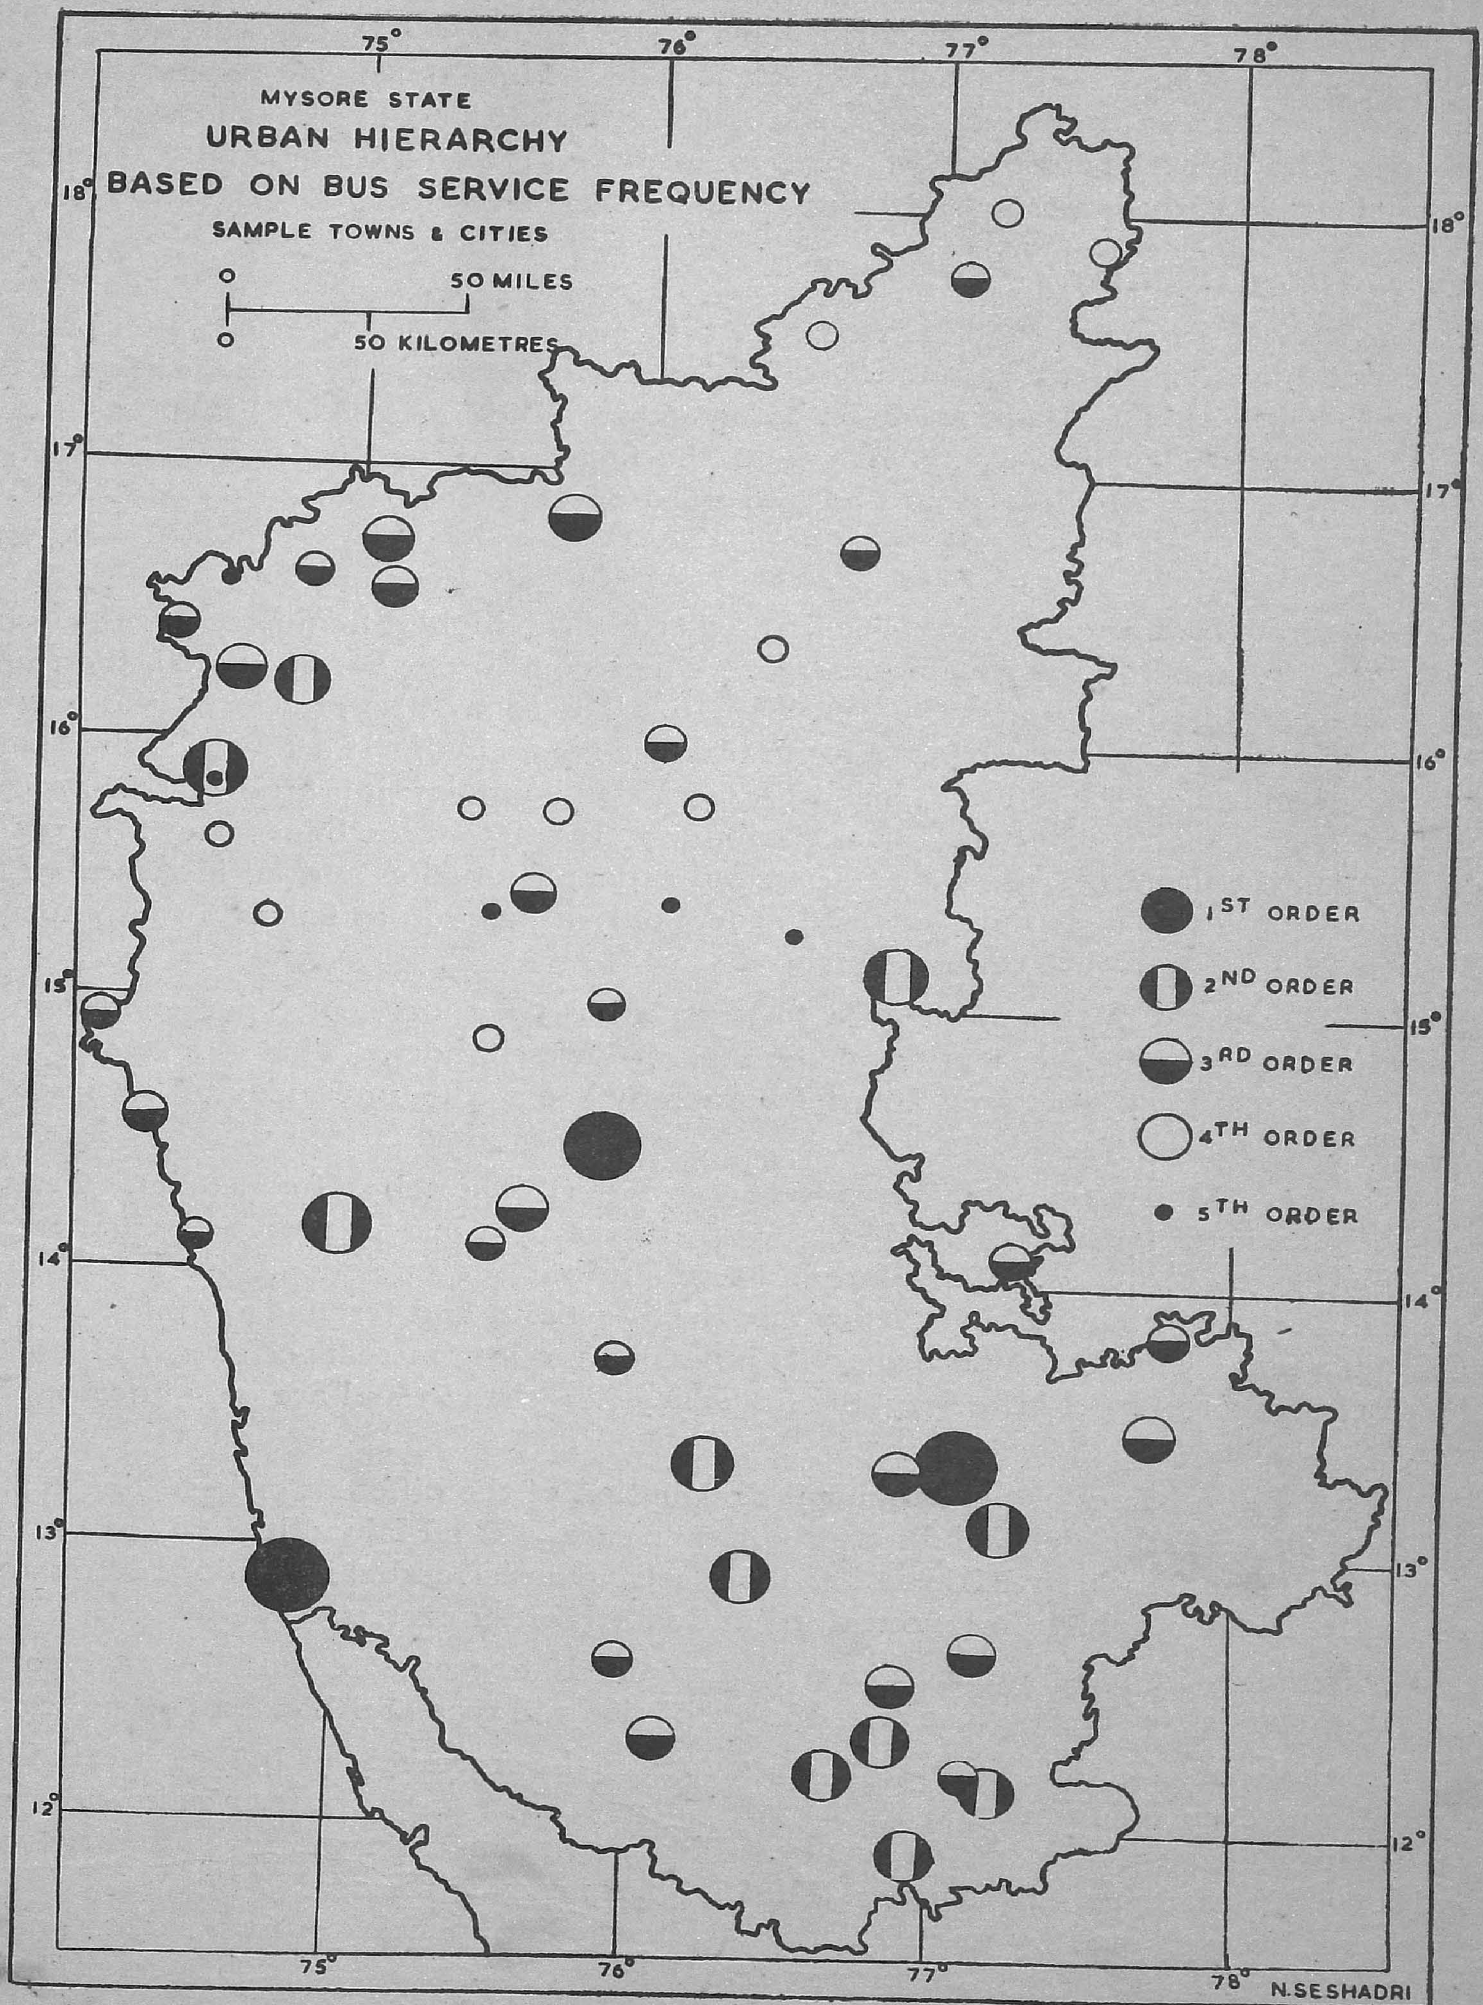 75° 76° 77° 78°
MYSORE STATE
URBAN HIERARCHY
18° BASED ON BUS SERVICE FREQUENCY
SAMPLE TOWNS & CITIES
18°
0 50 MILES
0 50 KILOMETRES
17°
17°
16°
16°
1ST ORDER
15°
2ND ORDER
15°
3RD ORDER
4TH ORDER
5TH ORDER
14°
14°
13°
13°
12°
12°
75° 76° 77° 78°
N.SESHADRI